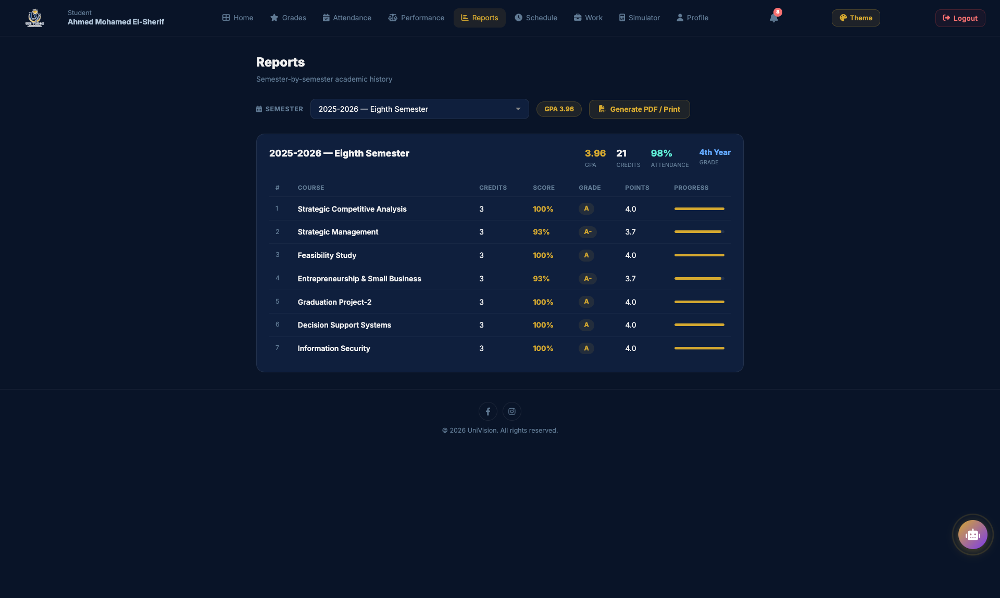 Student
Ahmed Mohamed El-Sherif
Home
Grades
Attendance
Performance
Reports
Schedule
Work
Simulator
Profile
8
Theme
Logout
Reports
Semester-by-semester academic history
SEMESTER
2025-2026 — Eighth Semester
GPA 3.96
Generate PDF / Print
2025-2026 — Eighth Semester
3.96 GPA
21 CREDITS
98% ATTENDANCE
4th Year GRADE
# COURSE CREDITS SCORE GRADE POINTS PROGRESS
1 Strategic Competitive Analysis 3 100% A 4.0
2 Strategic Management 3 93% A- 3.7
3 Feasibility Study 3 100% A 4.0
4 Entrepreneurship & Small Business 3 93% A- 3.7
5 Graduation Project-2 3 100% A 4.0
6 Decision Support Systems 3 100% A 4.0
7 Information Security 3 100% A 4.0
© 2026 UniVision. All rights reserved.